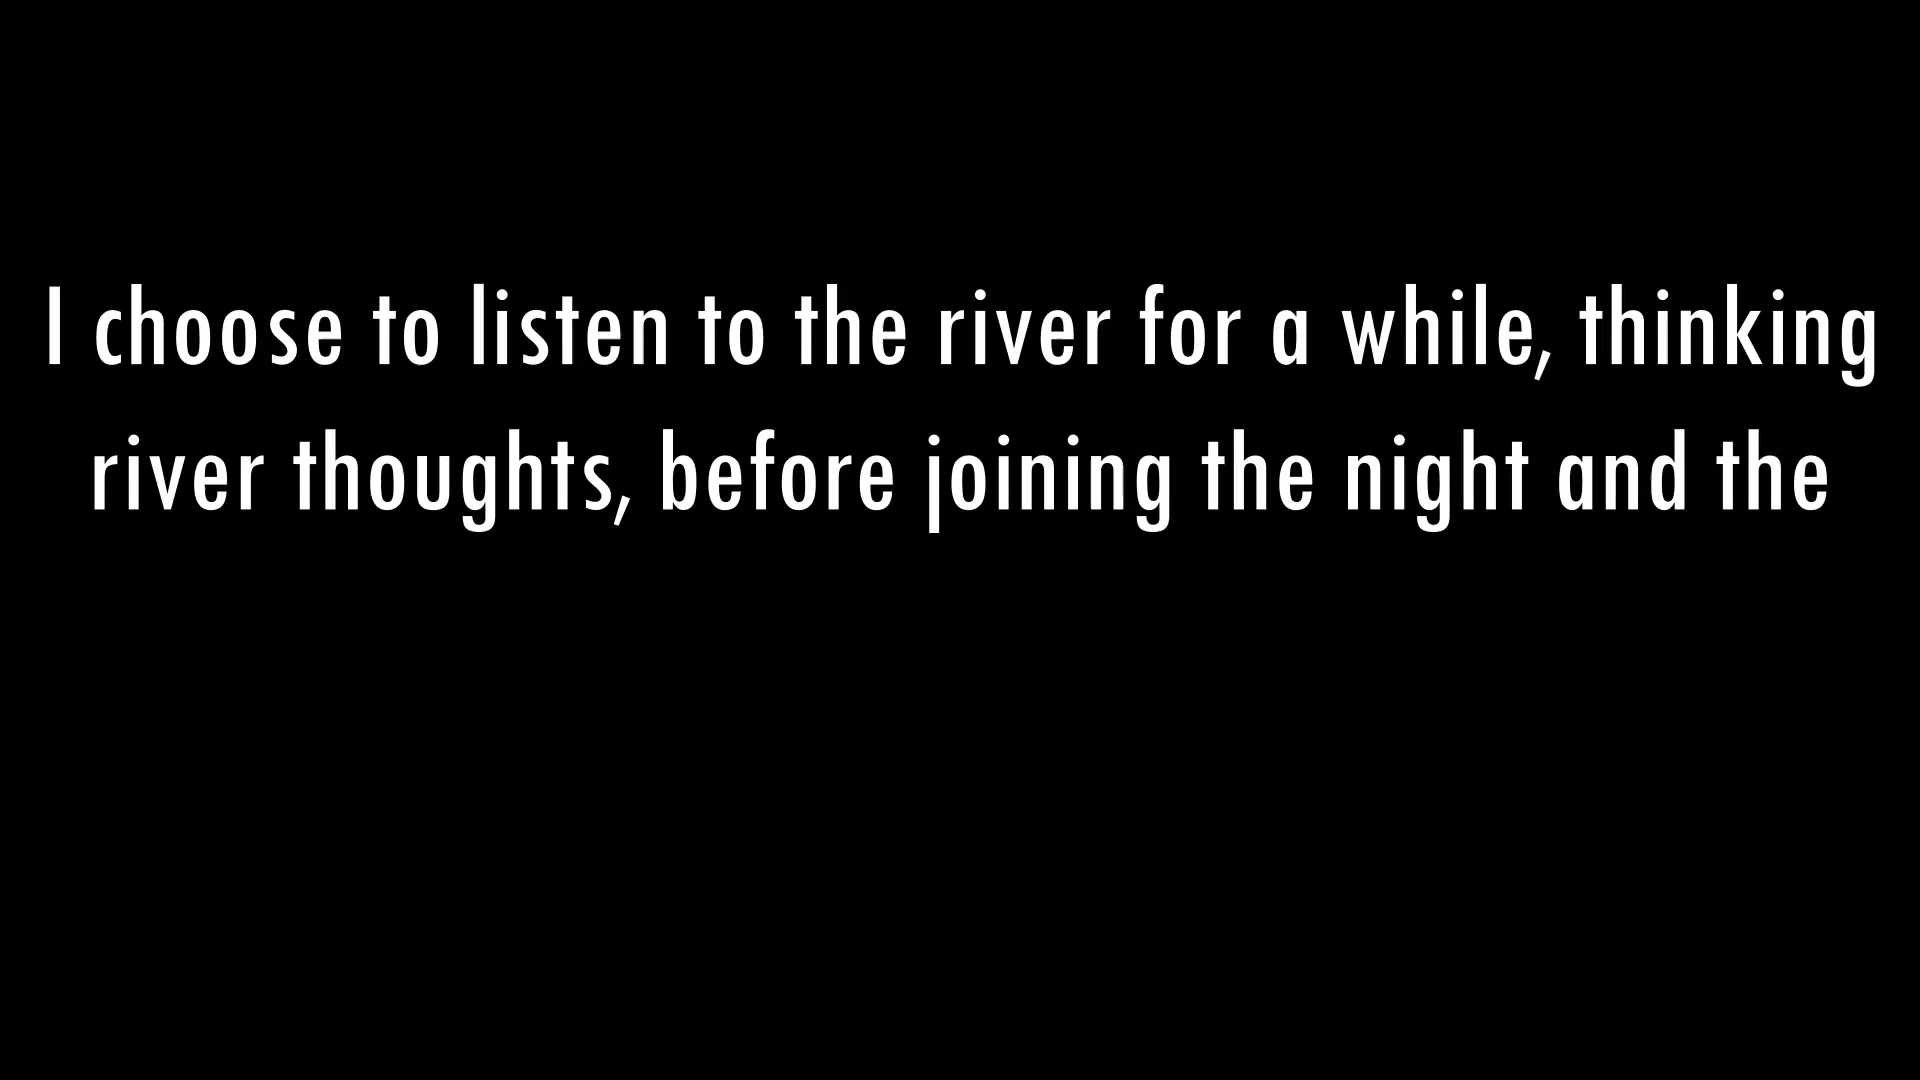 I choose to listen to the river for a while, thinking
river thoughts, before joining the night and the